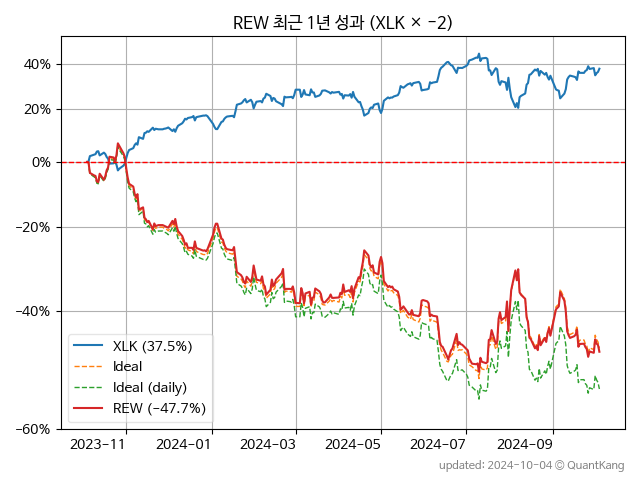 REW 최근 1년 성과 (XLK × −2)
40%
20%
0%
−20%
−40%
−60%
XLK (37.5%)
Ideal
Ideal (daily)
REW (−47.7%)
2023−11
2024−01
2024−03
2024−05
2024−07
2024−09
updated: 2024-10-04 © QuantKang